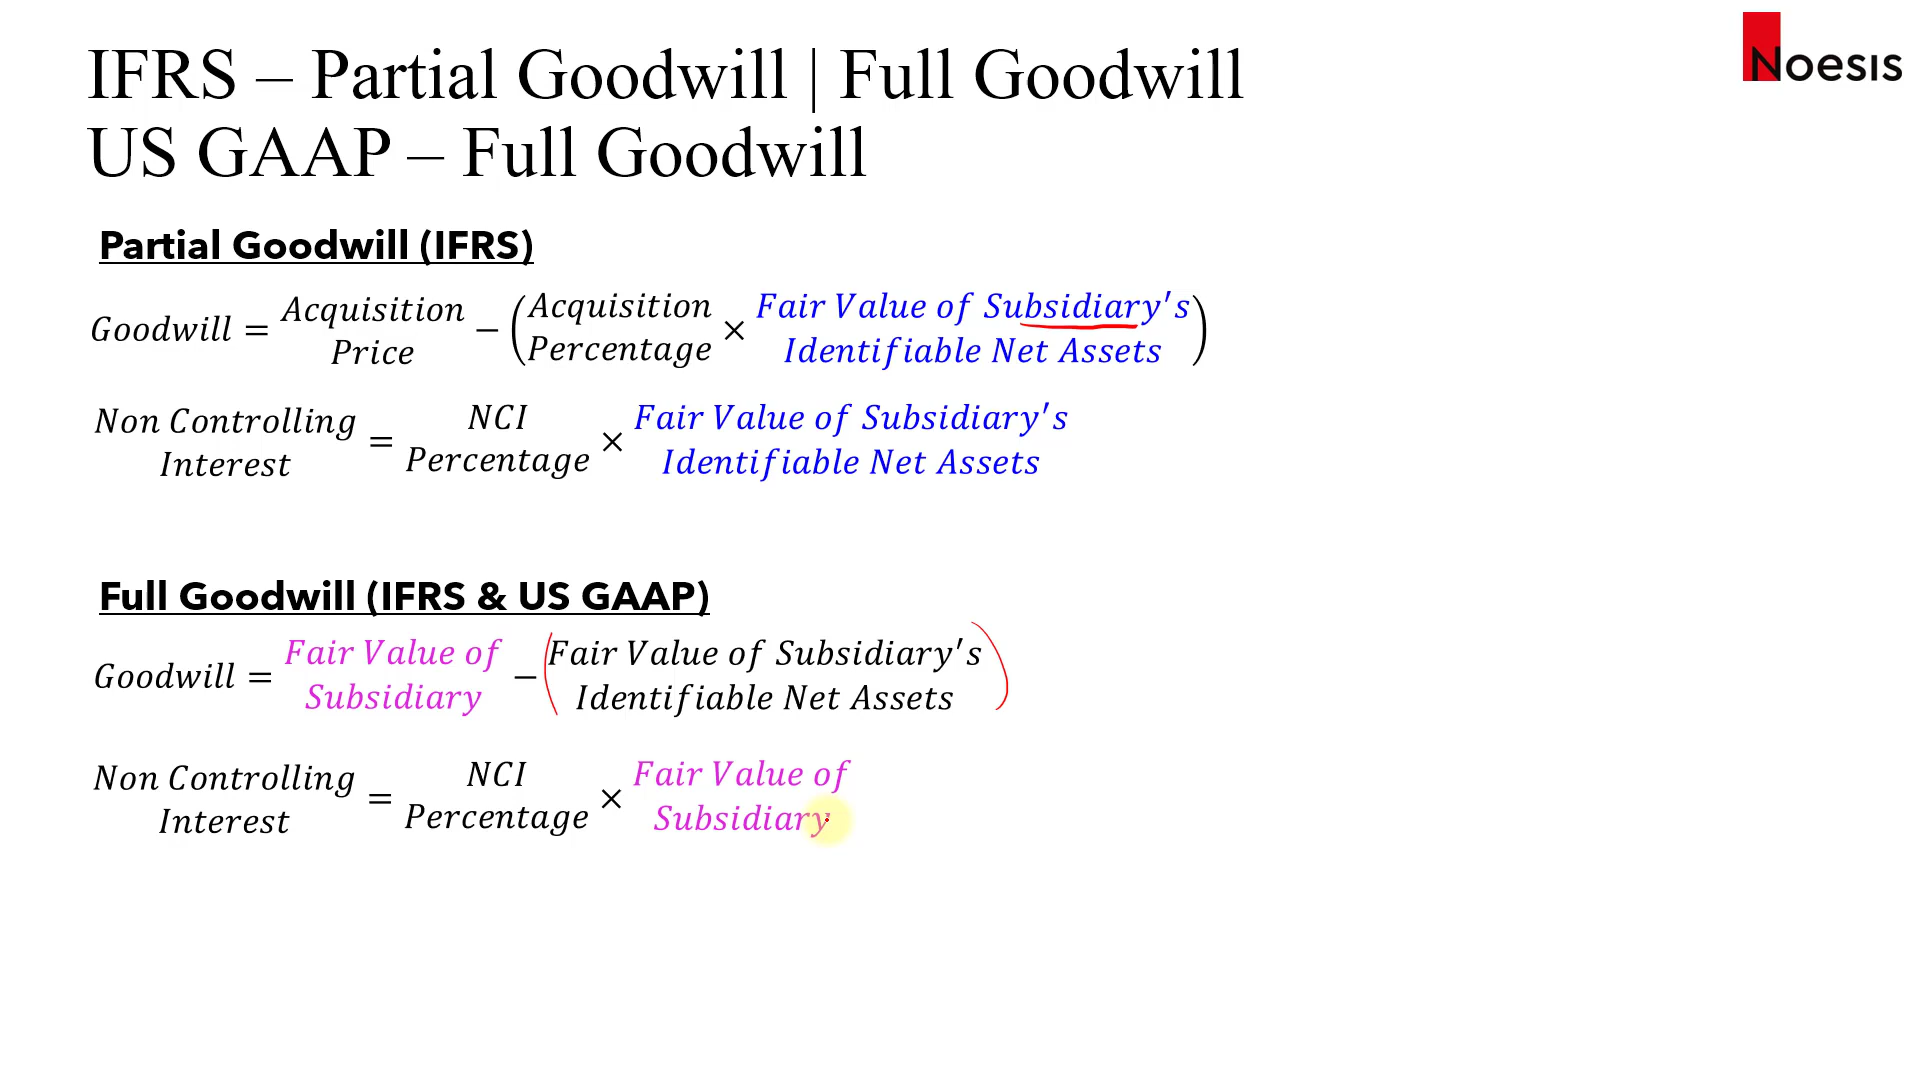 IFRS – Partial Goodwill | Full Goodwill
US GAAP – Full Goodwill
Noesis
Partial Goodwill (IFRS)
Goodwill = Acquisition Price − (Acquisition Percentage × Fair Value of Subsidiary's Identifiable Net Assets)
Non Controlling Interest = NCI Percentage × Fair Value of Subsidiary's Identifiable Net Assets
Full Goodwill (IFRS & US GAAP)
Goodwill = Fair Value of Subsidiary − (Fair Value of Subsidiary's Identifiable Net Assets)
Non Controlling Interest = NCI Percentage × Fair Value of Subsidiary